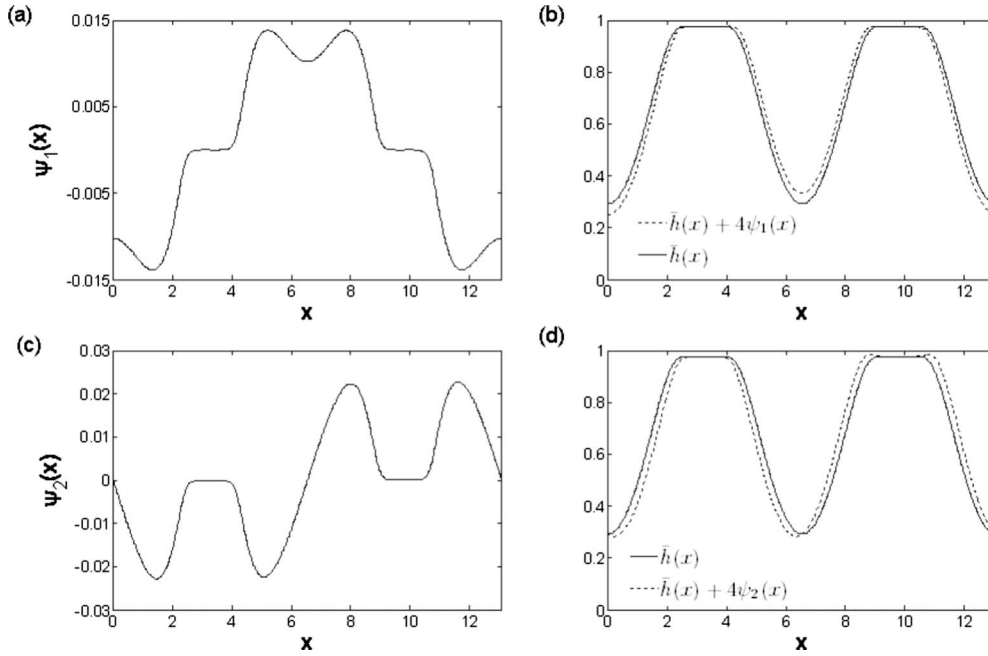 (a)
0.015
0.005
-0.005
-0.015
0 2 4 6 8 10 12
x
ψ₁(x)
(b)
1
0.8
0.6
0.4
0.2
0
0 2 4 6 8 10 12
x
h̄(x) + 4ψ₁(x)
h̄(x)
(c)
0.03
0.02
0.01
0
-0.01
-0.02
-0.03
0 2 4 6 8 10 12
x
ψ₂(x)
(d)
1
0.8
0.6
0.4
0.2
0
0 2 4 6 8 10 12
x
h̄(x)
h̄(x) + 4ψ₂(x)